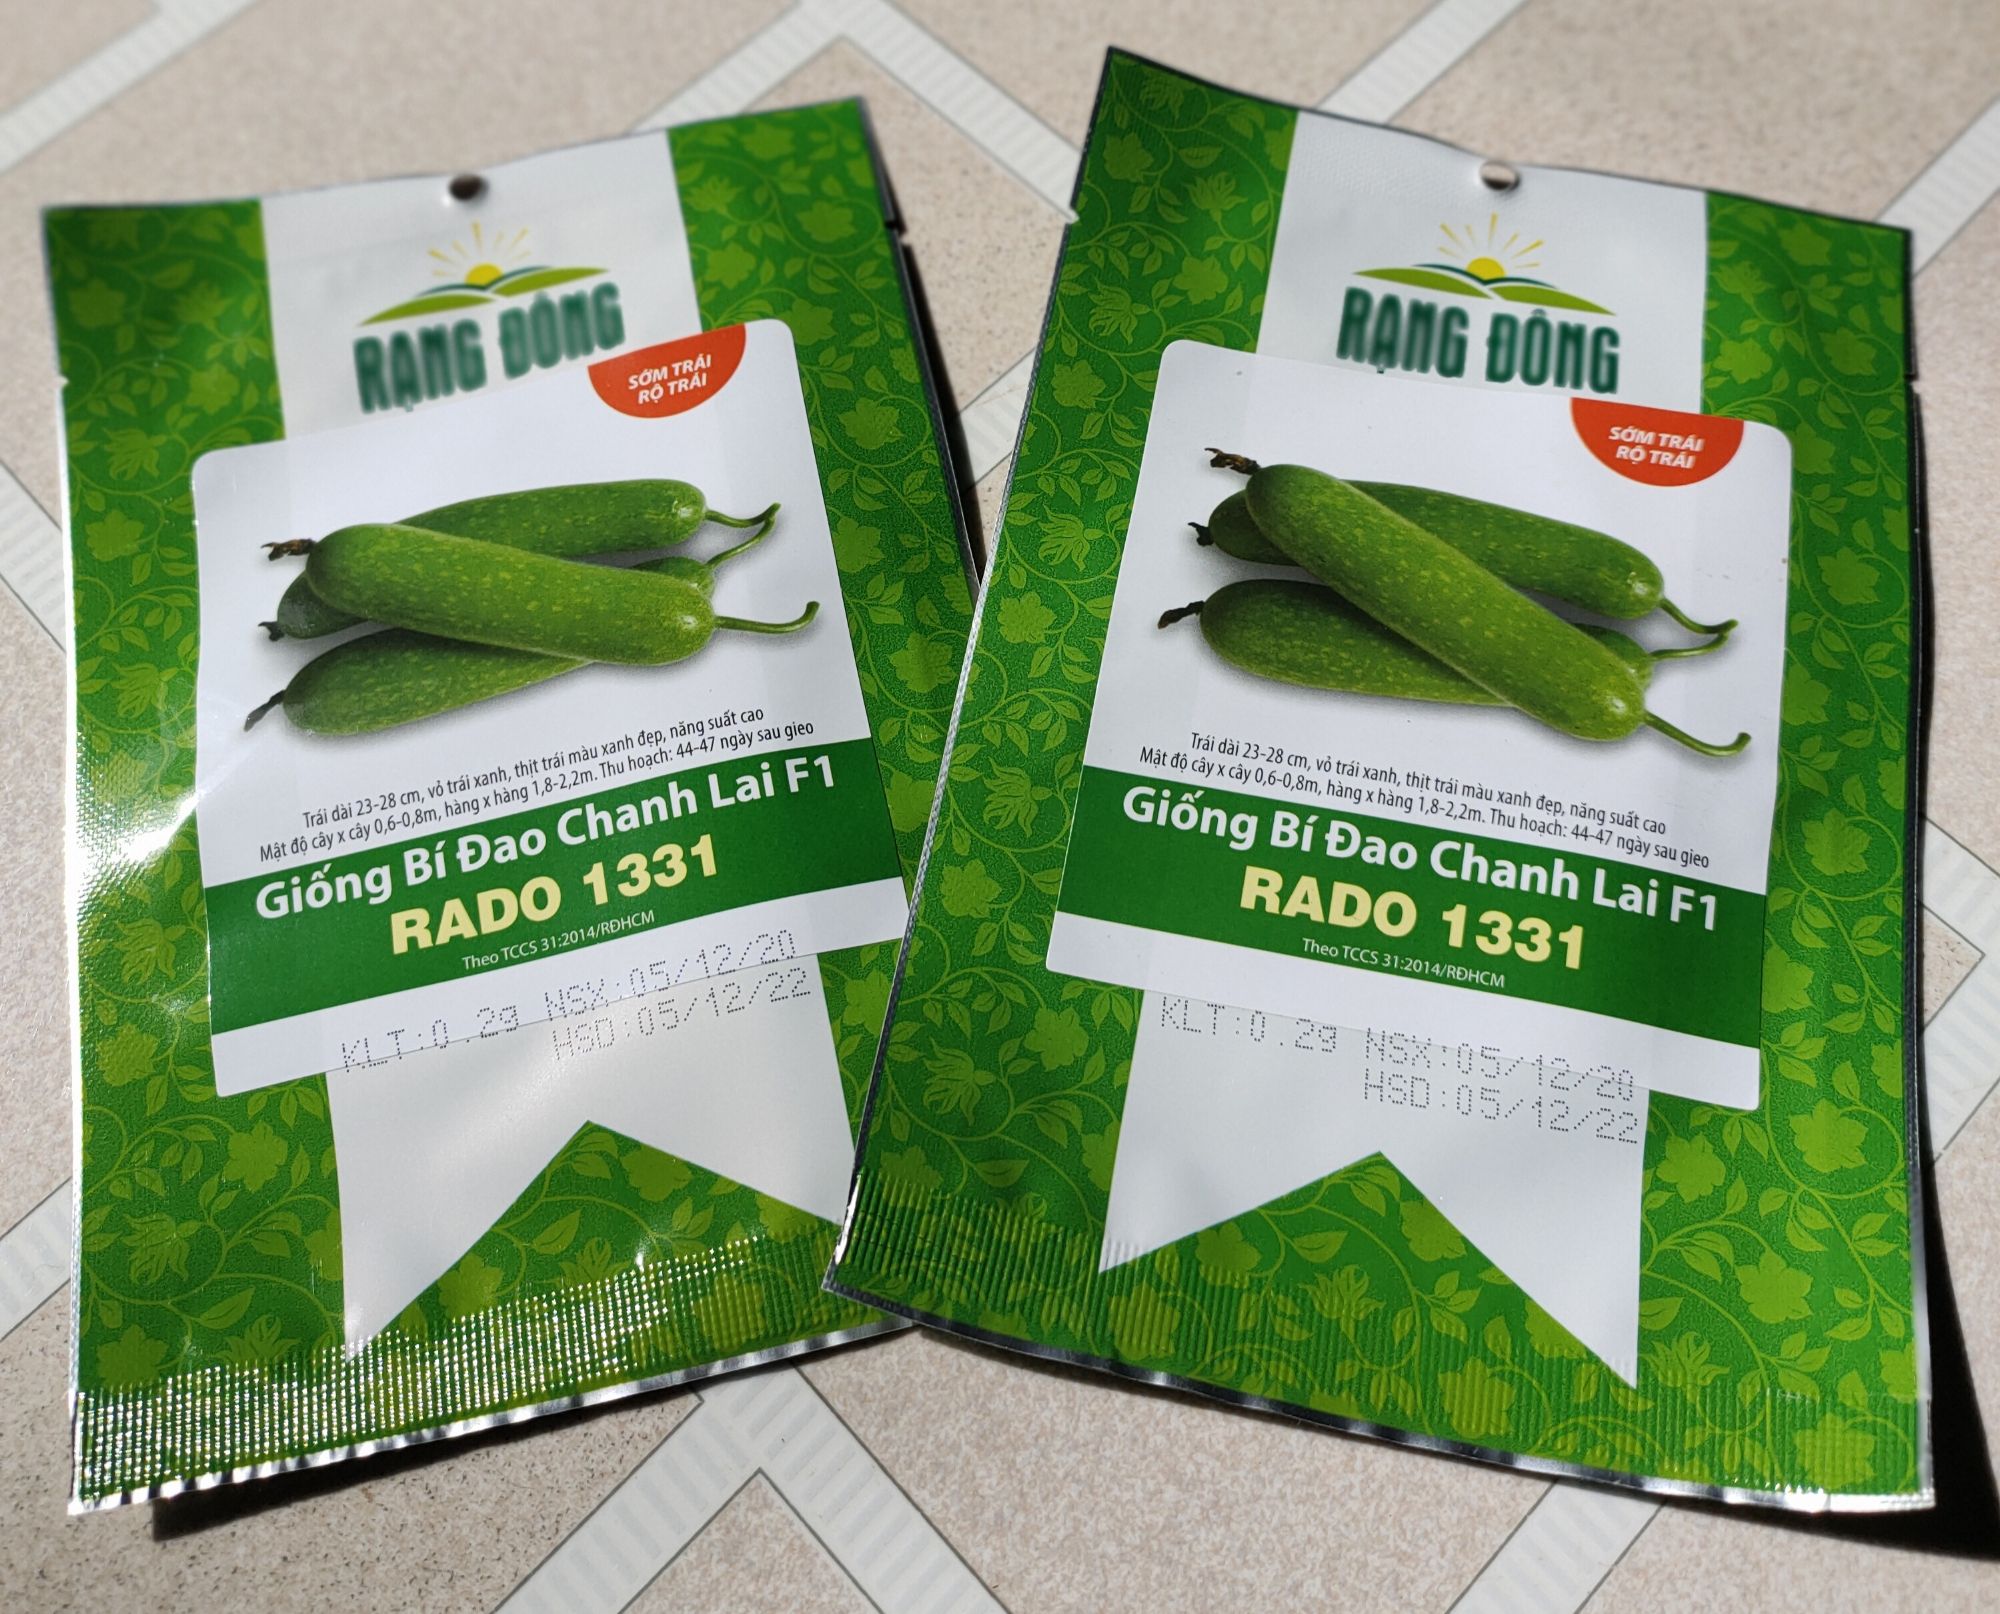 RẠNG ĐÔNG
SỚM TRÁI
RỘ TRÁI
Trái dài 23-28 cm, vỏ trái xanh, thịt trái màu xanh đẹp, năng suất cao
Mật độ cây x cây 0,6-0,8m, hàng x hàng 1,8-2,2m. Thu hoạch: 44-47 ngày sau gieo
Giống Bí Đao Chanh Lai F1
RADO 1331
Theo TCCS 31:2014/RĐHCM
KLT:0.2g NSX:05/12/20
HSD:05/12/22
RẠNG ĐÔNG
SỚM TRÁI
RỘ TRÁI
Trái dài 23-28 cm, vỏ trái xanh, thịt trái màu xanh đẹp, năng suất cao
Mật độ cây x cây 0,6-0,8m, hàng x hàng 1,8-2,2m. Thu hoạch: 44-47 ngày sau gieo
Giống Bí Đao Chanh Lai F1
RADO 1331
Theo TCCS 31:2014/RĐHCM
KLT:0.2g NSX:05/12/20
HSD:05/12/22